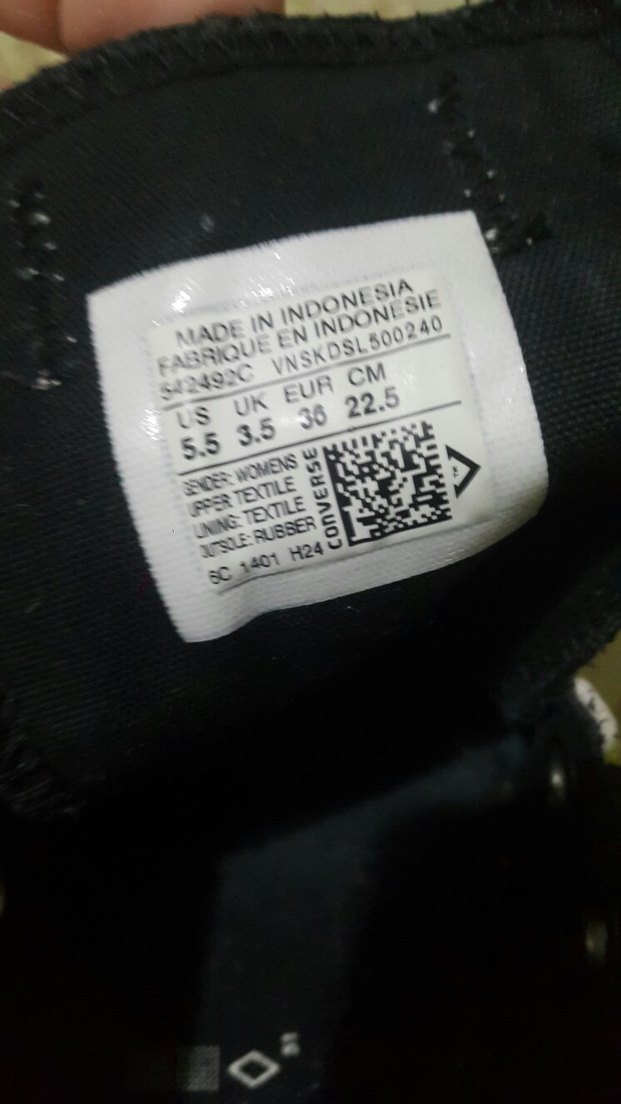 MADE IN INDONESIA
FABRIQUE EN INDONESIE
542492C VNSKDSL500240
US UK EUR CM
5.5 3.5 36 22.5
GENDER: WOMENS
UPPER TEXTILE
LINING: TEXTILE
OUTSOLE: RUBBER
CONVERSE
6C 1401 H24